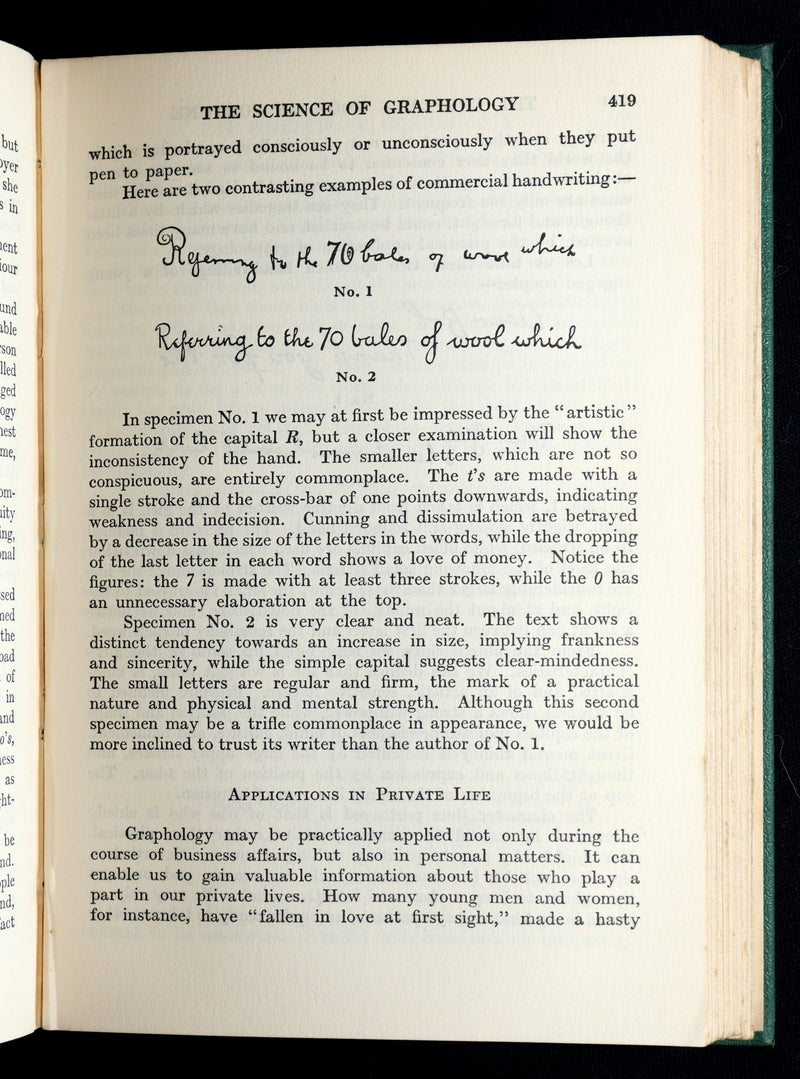 THE SCIENCE OF GRAPHOLOGY 419
which is portrayed consciously or unconsciously when they put
pen to paper.
Here are two contrasting examples of commercial handwriting:—
Referring to the 70 bales of wool which
No. 1
Referring to the 70 bales of wool which
No. 2
In specimen No. 1 we may at first be impressed by the “artistic”
formation of the capital R, but a closer examination will show the
inconsistency of the hand. The smaller letters, which are not so
conspicuous, are entirely commonplace. The t's are made with a
single stroke and the cross-bar of one points downwards, indicating
weakness and indecision. Cunning and dissimulation are betrayed
by a decrease in the size of the letters in the words, while the dropping
of the last letter in each word shows a love of money. Notice the
figures: the 7 is made with at least three strokes, while the 0 has
an unnecessary elaboration at the top.
Specimen No. 2 is very clear and neat. The text shows a
distinct tendency towards an increase in size, implying frankness
and sincerity, while the simple capital suggests clear-mindedness.
The small letters are regular and firm, the mark of a practical
nature and physical and mental strength. Although this second
specimen may be a trifle commonplace in appearance, we would be
more inclined to trust its writer than the author of No. 1.
APPLICATIONS IN PRIVATE LIFE
Graphology may be practically applied not only during the
course of business affairs, but also in personal matters. It can
enable us to gain valuable information about those who play a
part in our private lives. How many young men and women,
for instance, have “fallen in love at first sight,” made a hasty